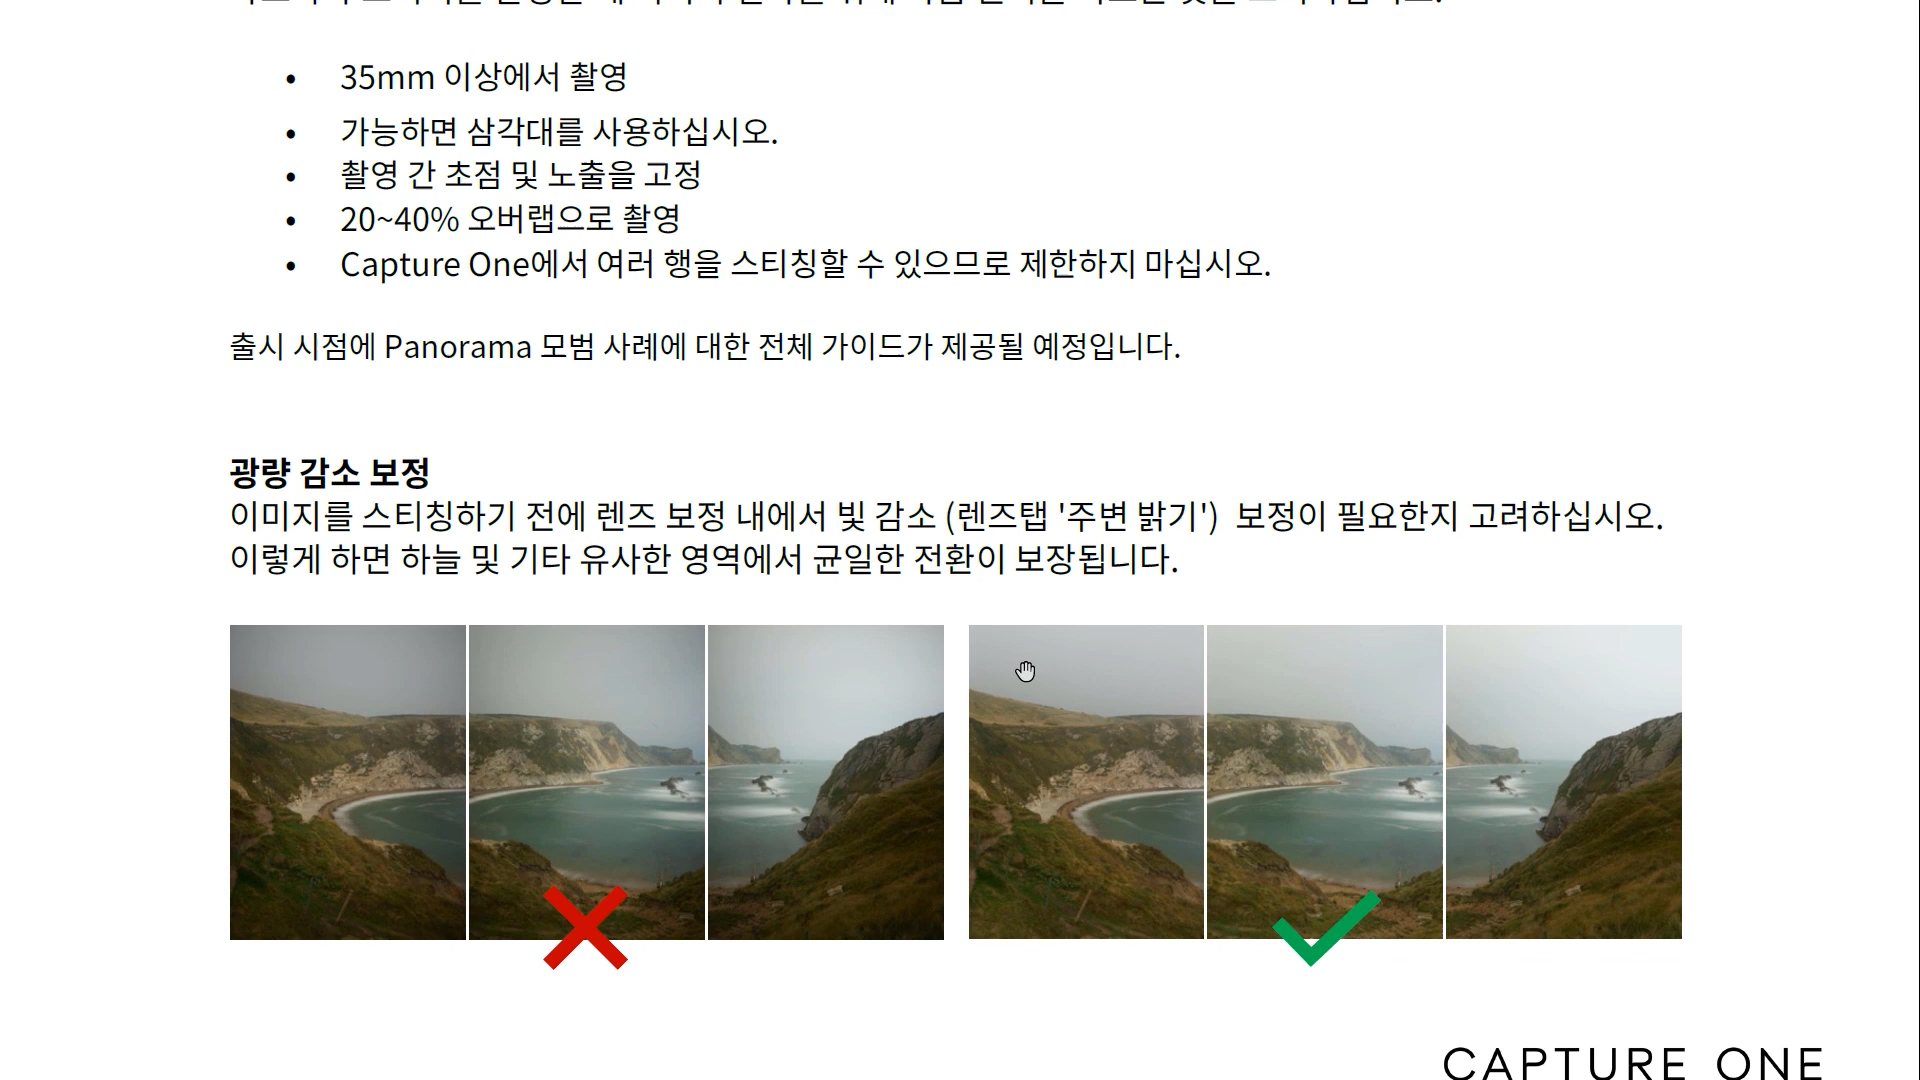 • 35mm 이상에서 촬영
• 가능하면 삼각대를 사용하십시오.
• 촬영 간 초점 및 노출을 고정
• 20~40% 오버랩으로 촬영
• Capture One에서 여러 행을 스티칭할 수 있으므로 제한하지 마십시오.
출시 시점에 Panorama 모범 사례에 대한 전체 가이드가 제공될 예정입니다.
광량 감소 보정
이미지를 스티칭하기 전에 렌즈 보정 내에서 빛 감소 (렌즈탭 '주변 밝기')  보정이 필요한지 고려하십시오.
이렇게 하면 하늘 및 기타 유사한 영역에서 균일한 전환이 보장됩니다.
CAPTURE ONE